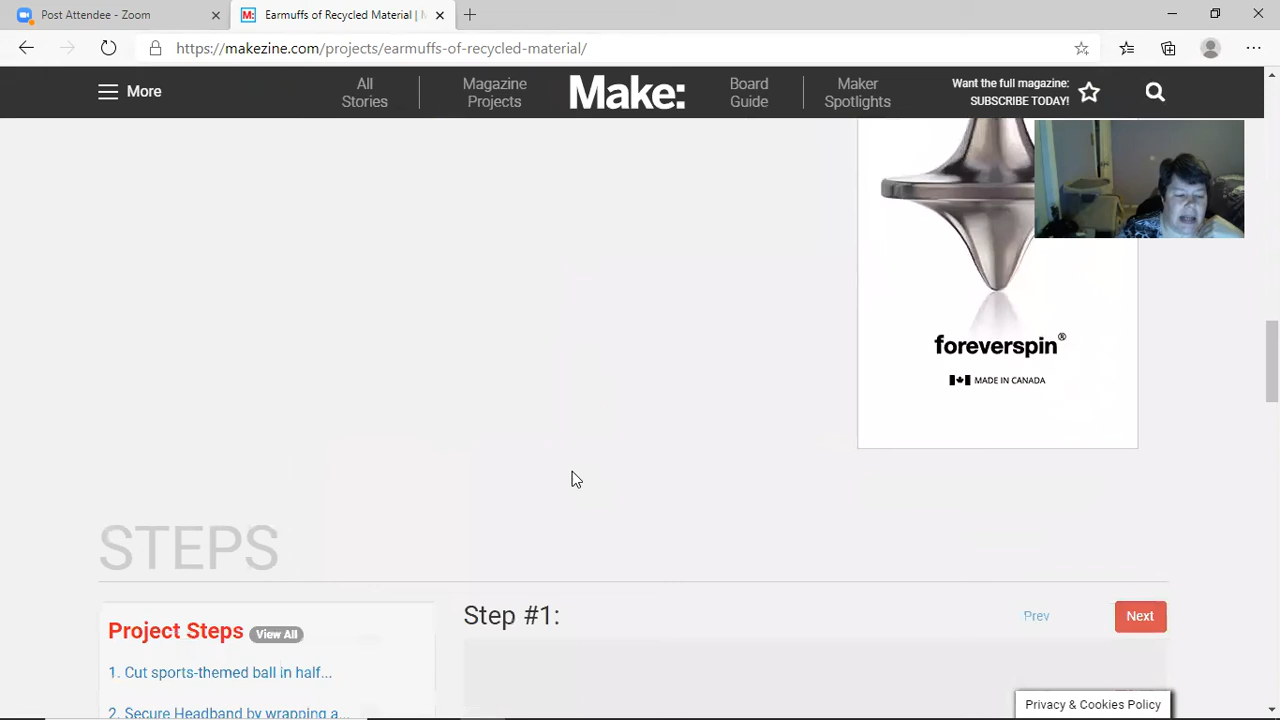 Post Attendee - Zoom
Earmuffs of Recycled Material |
https://makezine.com/projects/earmuffs-of-recycled-material/
More
All Stories
Magazine Projects
Make:
Board Guide
Maker Spotlights
Want the full magazine:
SUBSCRIBE TODAY!
foreverspin®
MADE IN CANADA
STEPS
Project Steps View All
Step #1:
Prev
Next
1. Cut sports-themed ball in half...
2. Secure Headband by wrapping a...
Privacy & Cookies Policy